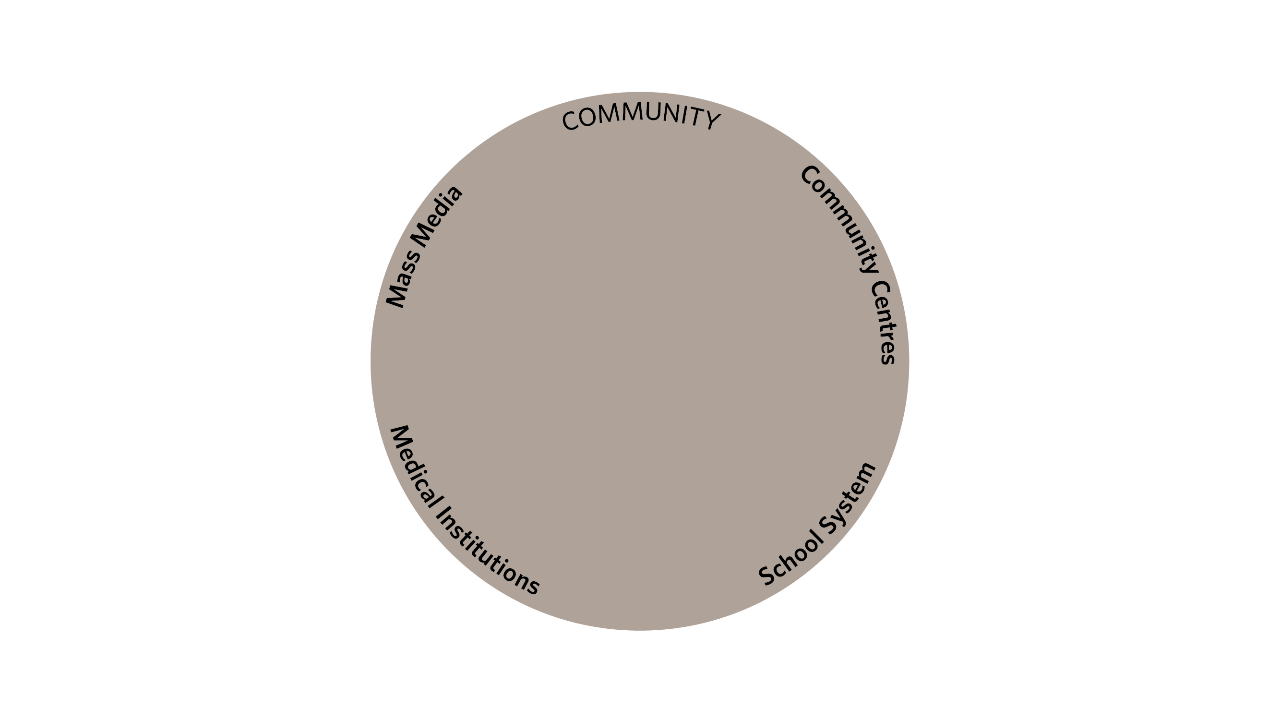 COMMUNITY
Mass Media
Community Centres
Medical Institutions
School System